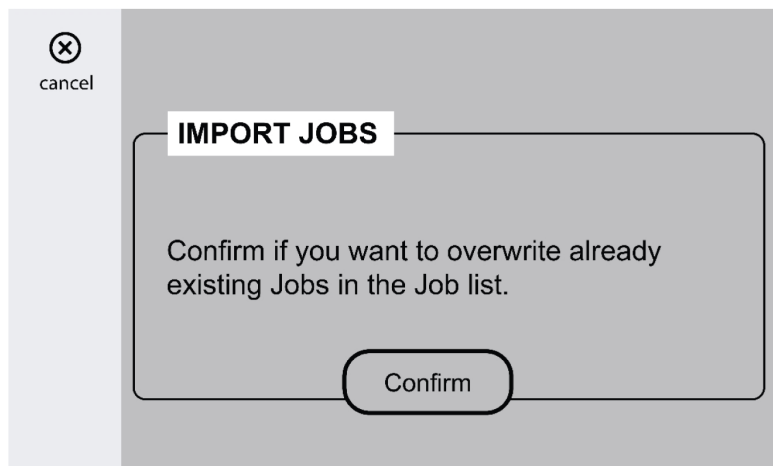 cancel
IMPORT JOBS
Confirm if you want to overwrite already
existing Jobs in the Job list.
Confirm